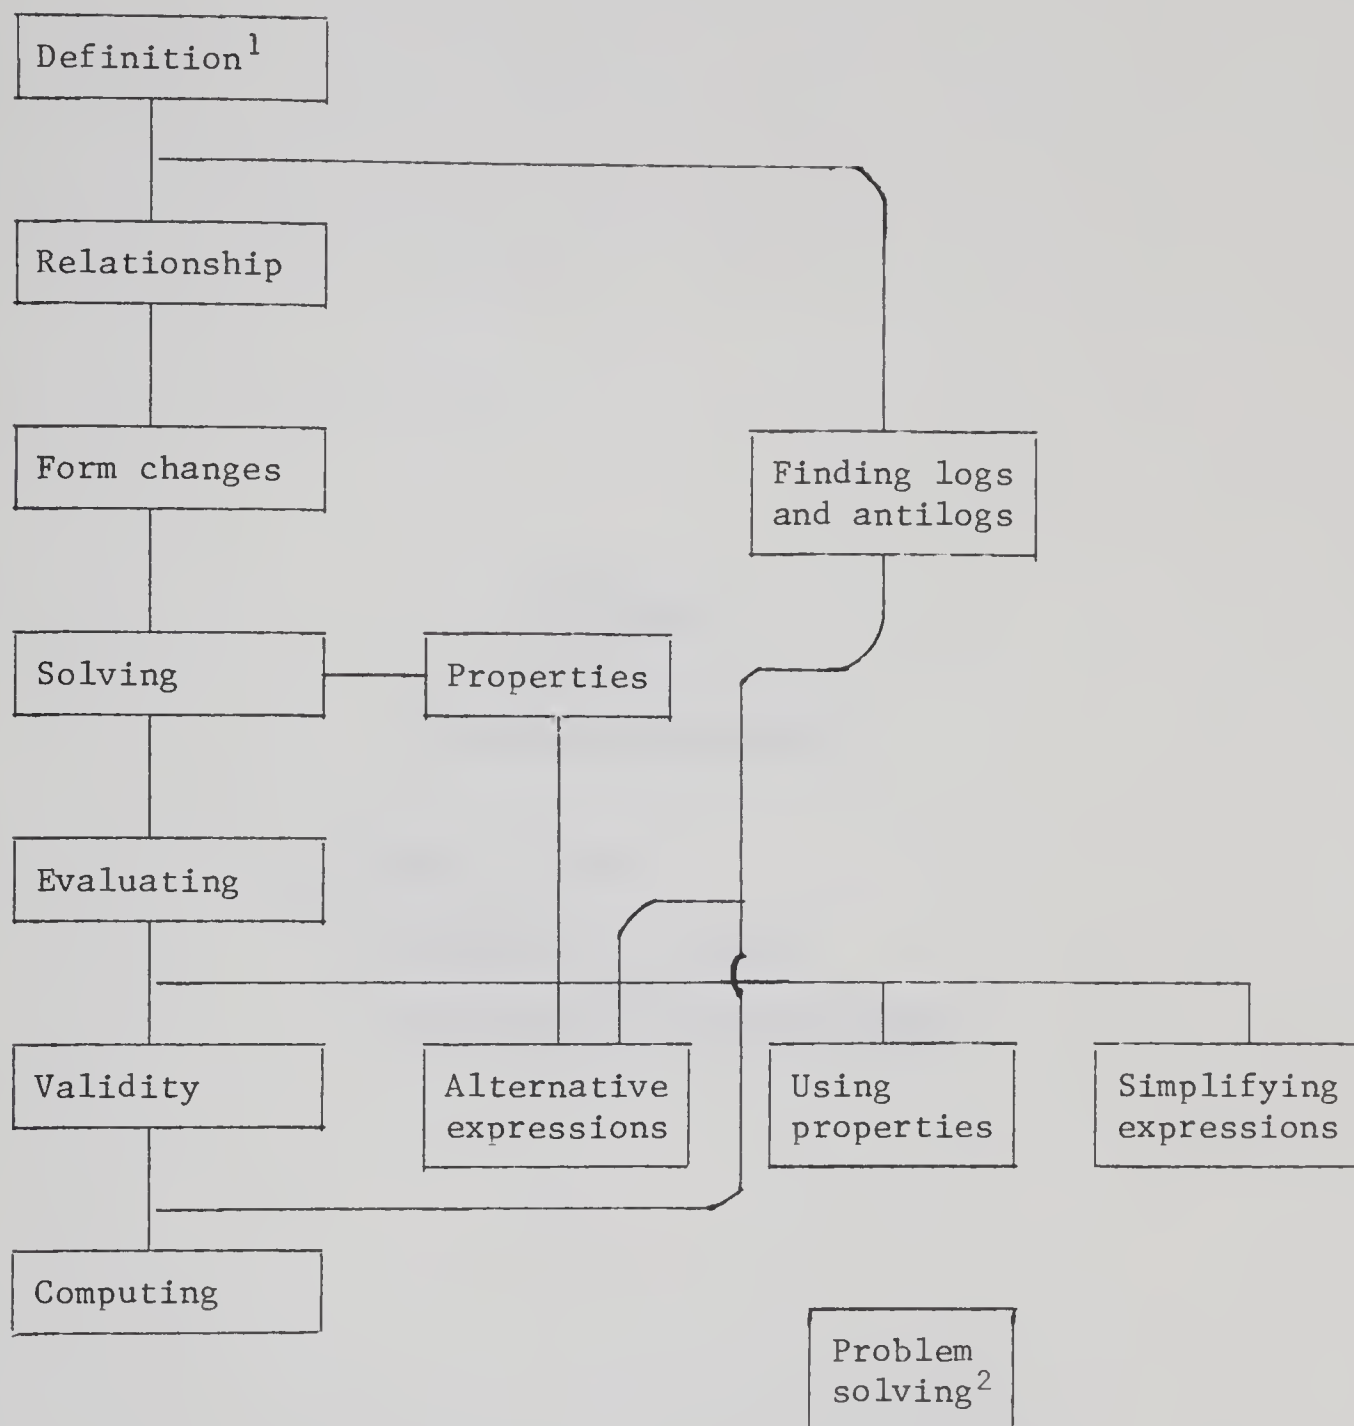 Definition¹
Relationship
Form changes
Finding logs
and antilogs
Solving
Properties
Evaluating
Validity
Alternative
expressions
Using
properties
Simplifying
expressions
Computing
Problem
solving²